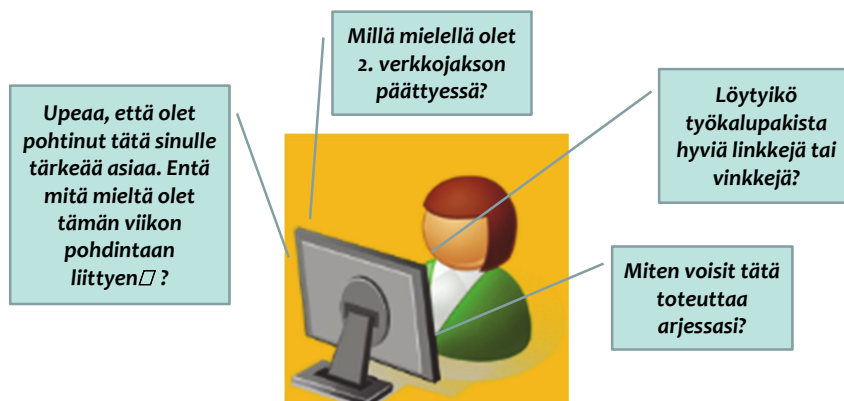 Millä mielellä olet
2. verkkojakson
päättyessä?
Upeaa, että olet
pohtinut tätä sinulle
tärkeää asiaa. Entä
mitä mieltä olet
tämän viikon
pohdintaan
liittyen▯ ?
Löytyikö
työkalupakista
hyviä linkkejä tai
vinkkejä?
Miten voisit tätä
toteuttaa
arjessasi?